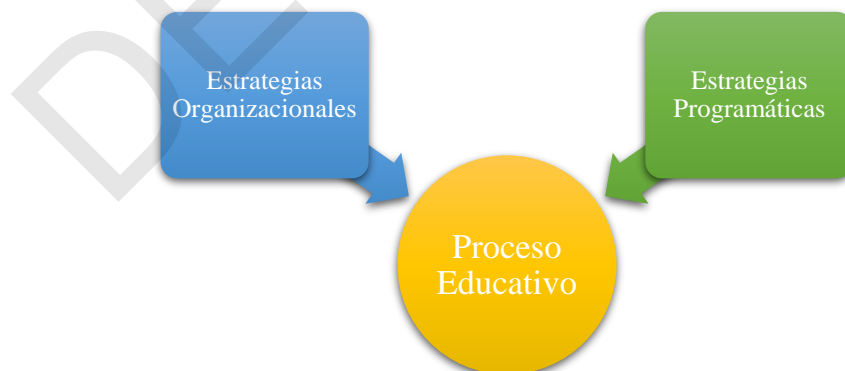 Estrategias
Organizacionales
Estrategias
Programáticas
Proceso
Educativo